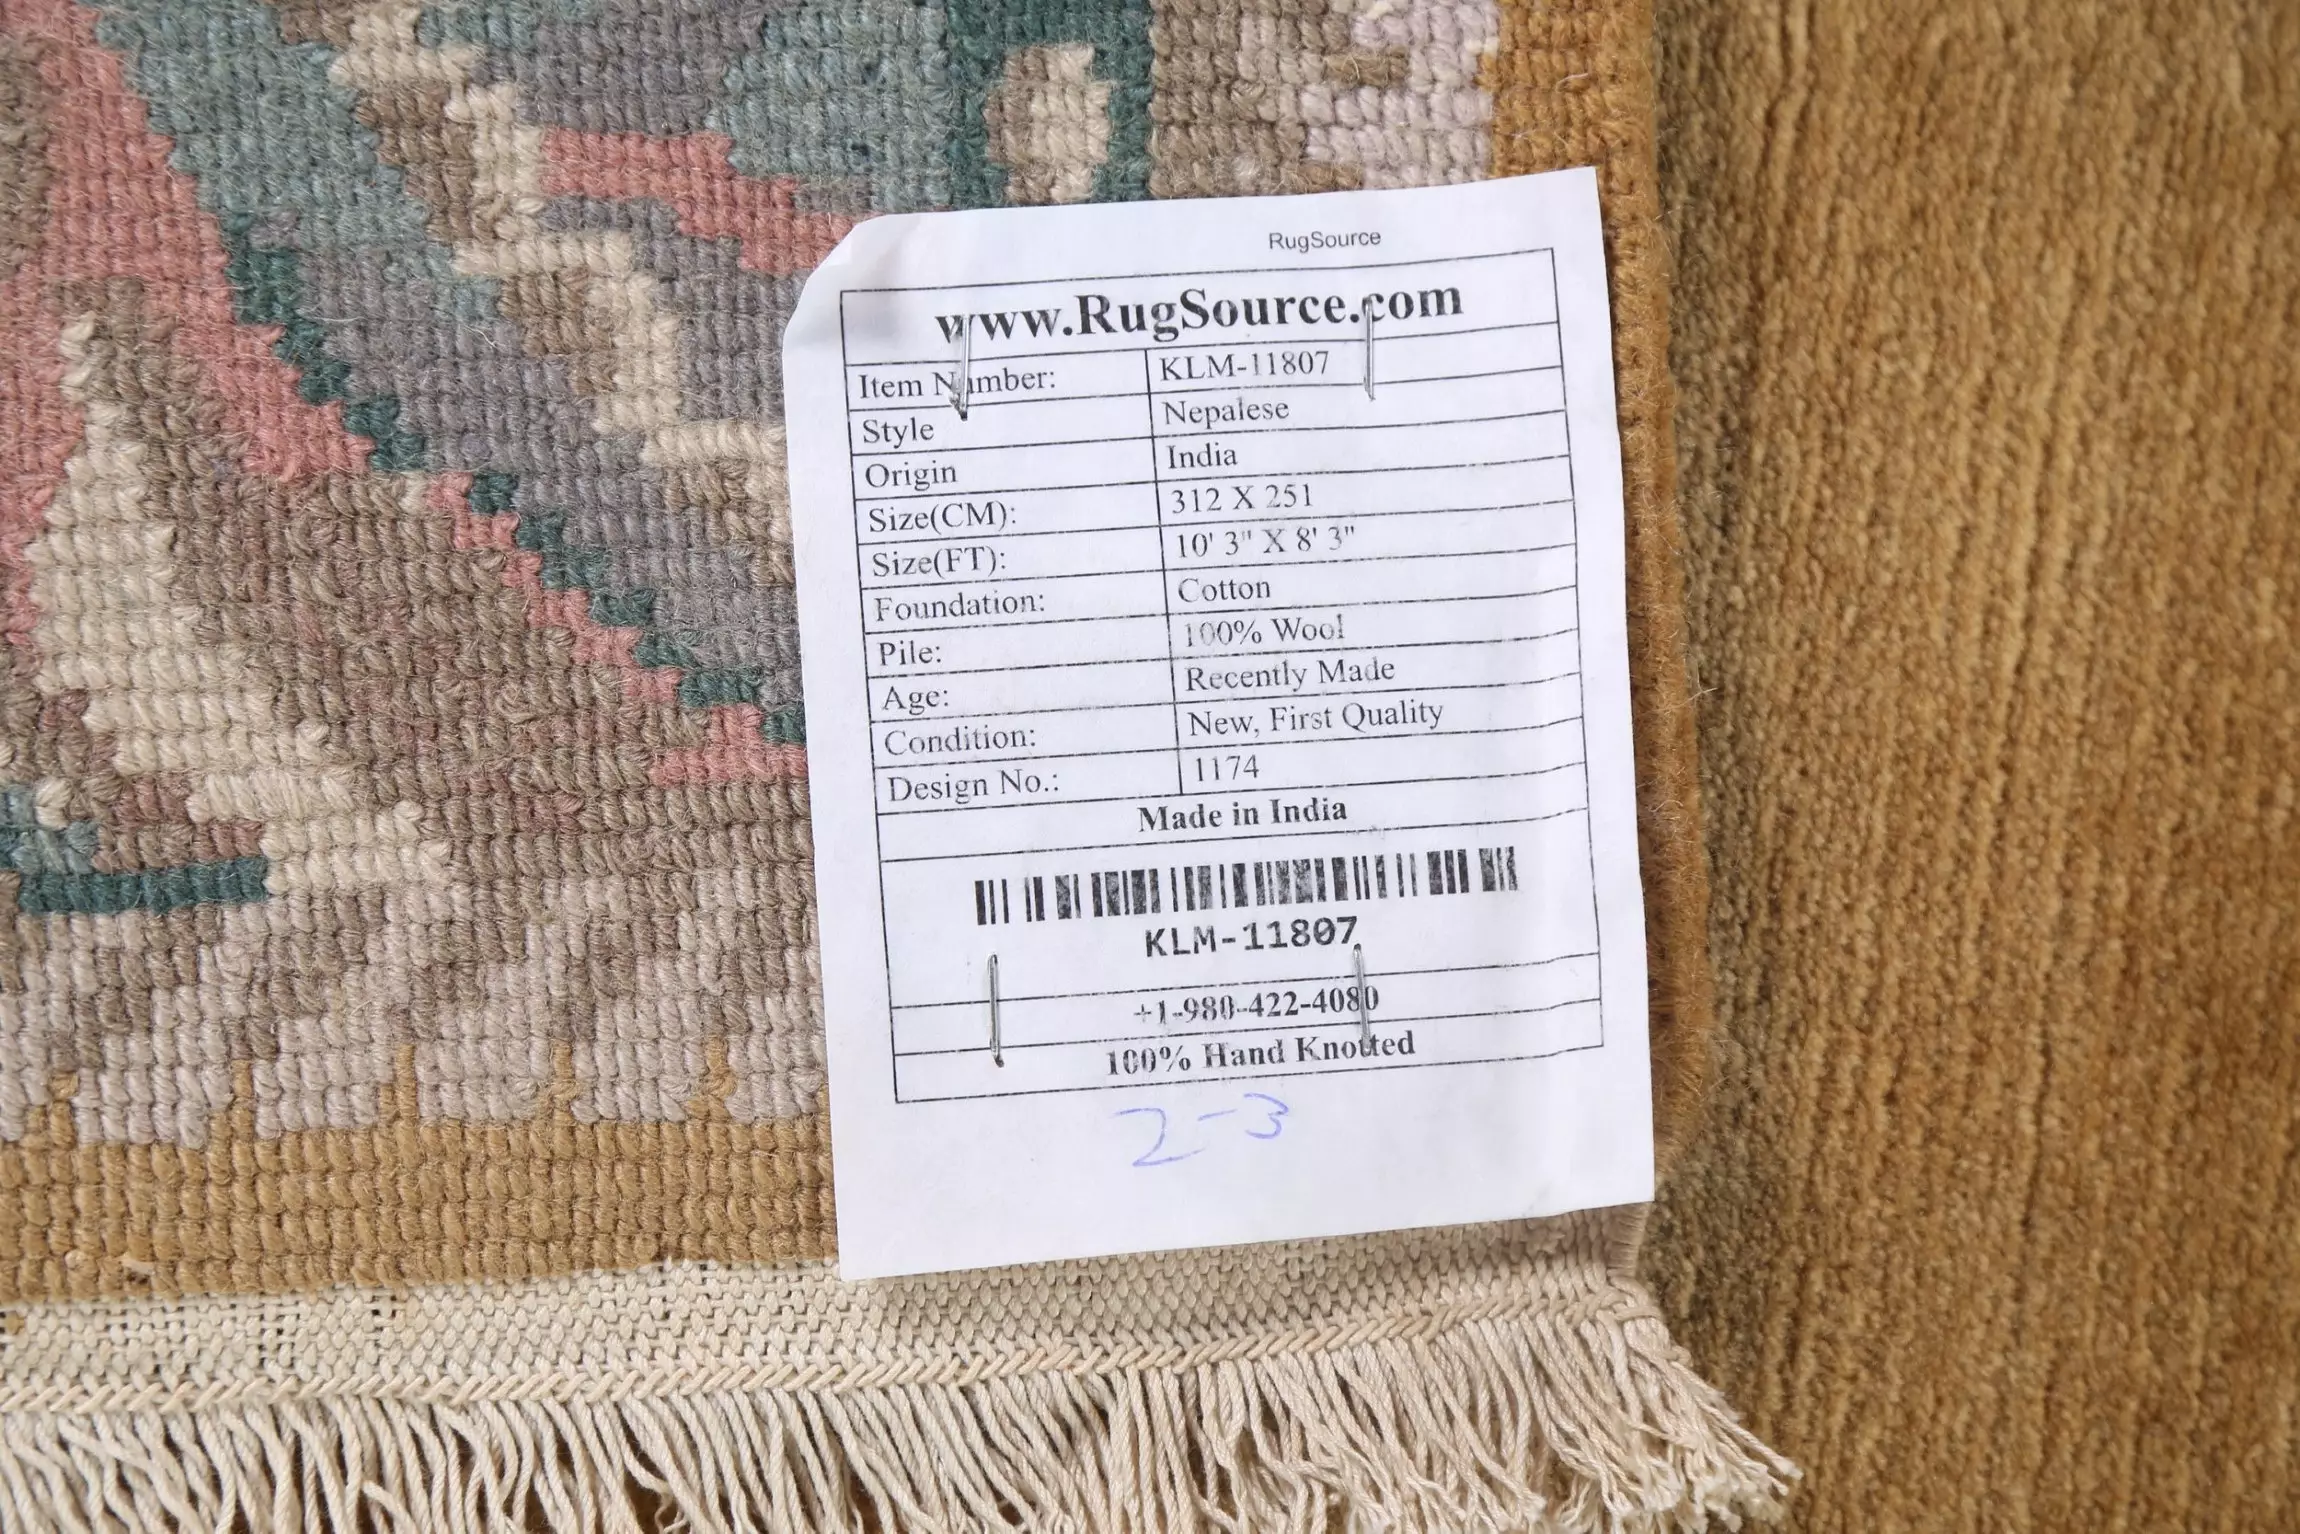 RugSource
www.RugSource.com
Item Number: KLM-11807
Style Nepalese
Origin India
Size(CM): 312 X 251
Size(FT): 10' 3" X 8' 3"
Foundation: Cotton
Pile: 100% Wool
Age: Recently Made
Condition: New, First Quality
Design No.: 1174
Made in India
KLM-11807
+1-980-422-4080
100% Hand Knotted
2-3